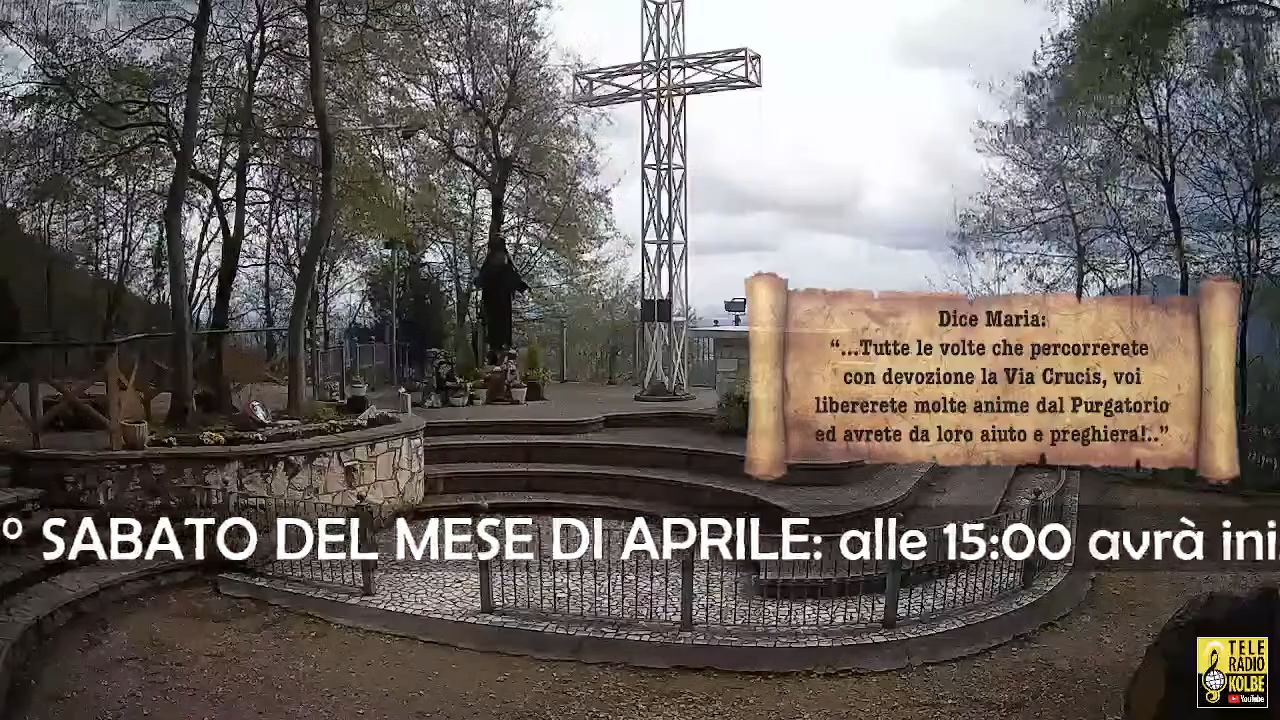 Dice Maria:
“...Tutte le volte che percorrerete
con devozione la Via Crucis, voi
libererete molte anime dal Purgatorio
ed avrete da loro aiuto e preghiera!..”
° SABATO DEL MESE DI APRILE: alle 15:00 avrà ini
TELE
RADIO
KOLBE
YouTube